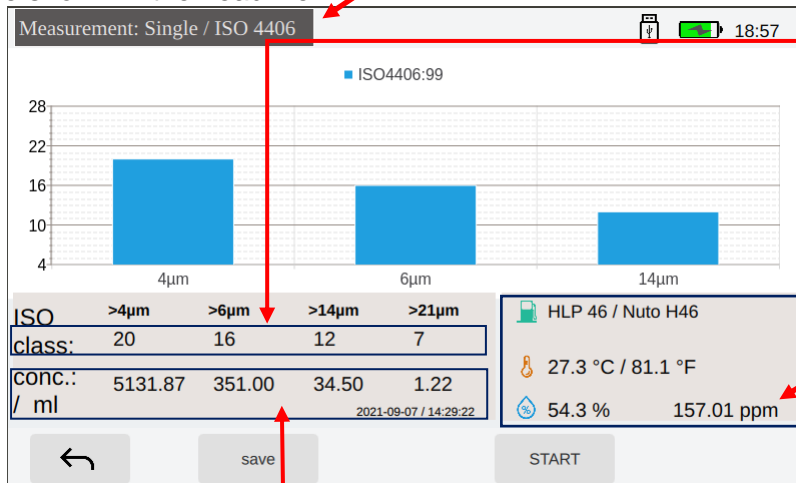 Measurement: Single / ISO 4406
18:57
ISO4406:99
28
22
16
10
4
4µm 6µm 14µm
>4µm >6µm >14µm >21µm
ISO
class: 20 16 12 7
conc.:
/ ml 5131.87 351.00 34.50 1.22
2021-09-07 / 14:29:22
HLP 46 / Nuto H46
27.3 °C / 81.1 °F
% 54.3 % 157.01 ppm
save START